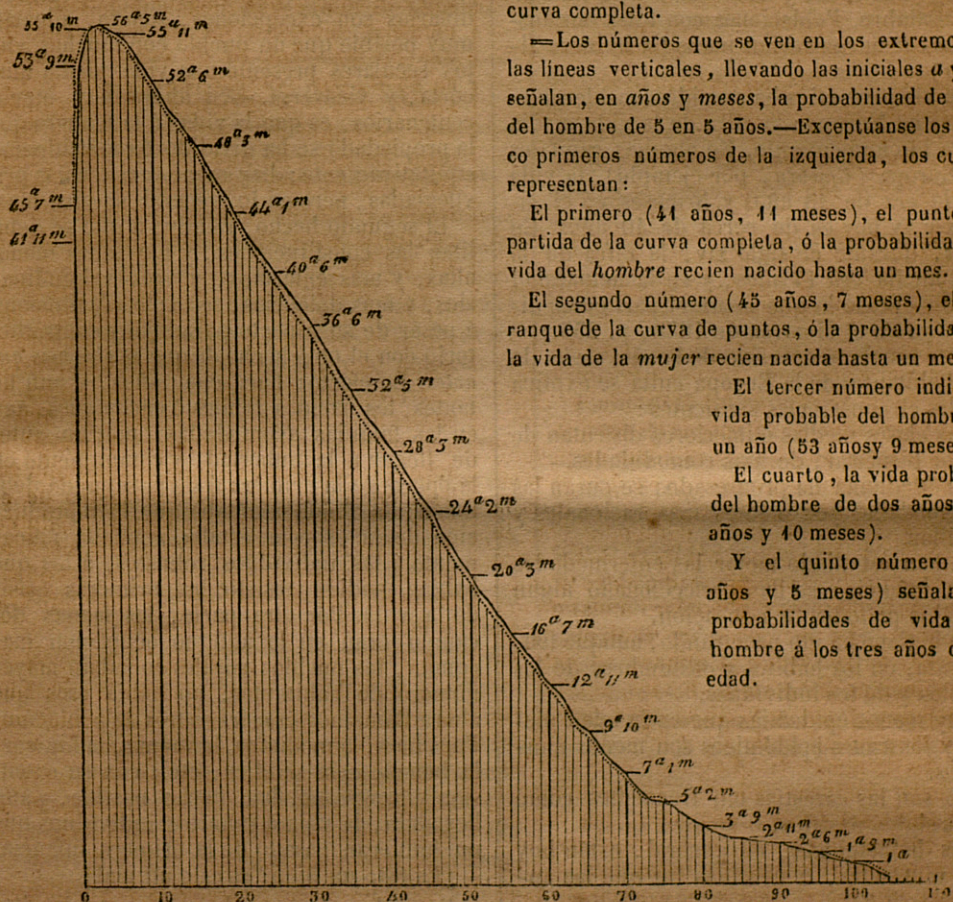 curva completa.
=Los números que se ven en los extremo
las lineas verticales, llevando las iniciales a
señalan, en años y meses, la probabilidad de
del hombre de 5 en 5 años.—Exceptúanse los
co primeros números de la izquierda, los cu
representan:
El primero (41 años, 11 meses), el punt
partida de la curva completa, ó la probabilida
vida del hombre recien nacido hasta un mes.
El segundo número (45 años, 7 meses), e
ranque de la curva de puntos, ó la probabilida
la vida de la mujer recien nacida hasta un me
El tercer número indi
vida probable del homb
un año (53 añosy 9 mese
El cuarto, la vida prob
del hombre de dos años
años y 10 meses).
Y el quinto número
años y 5 meses) señala
probabilidades de vida
hombre á los tres años
edad.
55 a 10 m
56 a 5 m
55 a 11 m
53 a 9 m
52 a 6 m
48 a 3 m
45 a 7 m
44 a 1 m
41 a 11 m
40 a 6 m
36 a 6 m
32 a 5 m
28 a 3 m
24 a 2 m
20 a 3 m
16 a 7 m
12 a 11 m
9 a 10 m
7 a 1 m
5 a 2 m
3 a 9 m
2 a 11 m
2 a 6 m
1 a 9 m
1 a
0 10 20 30 40 50 60 70 80 90 100 110